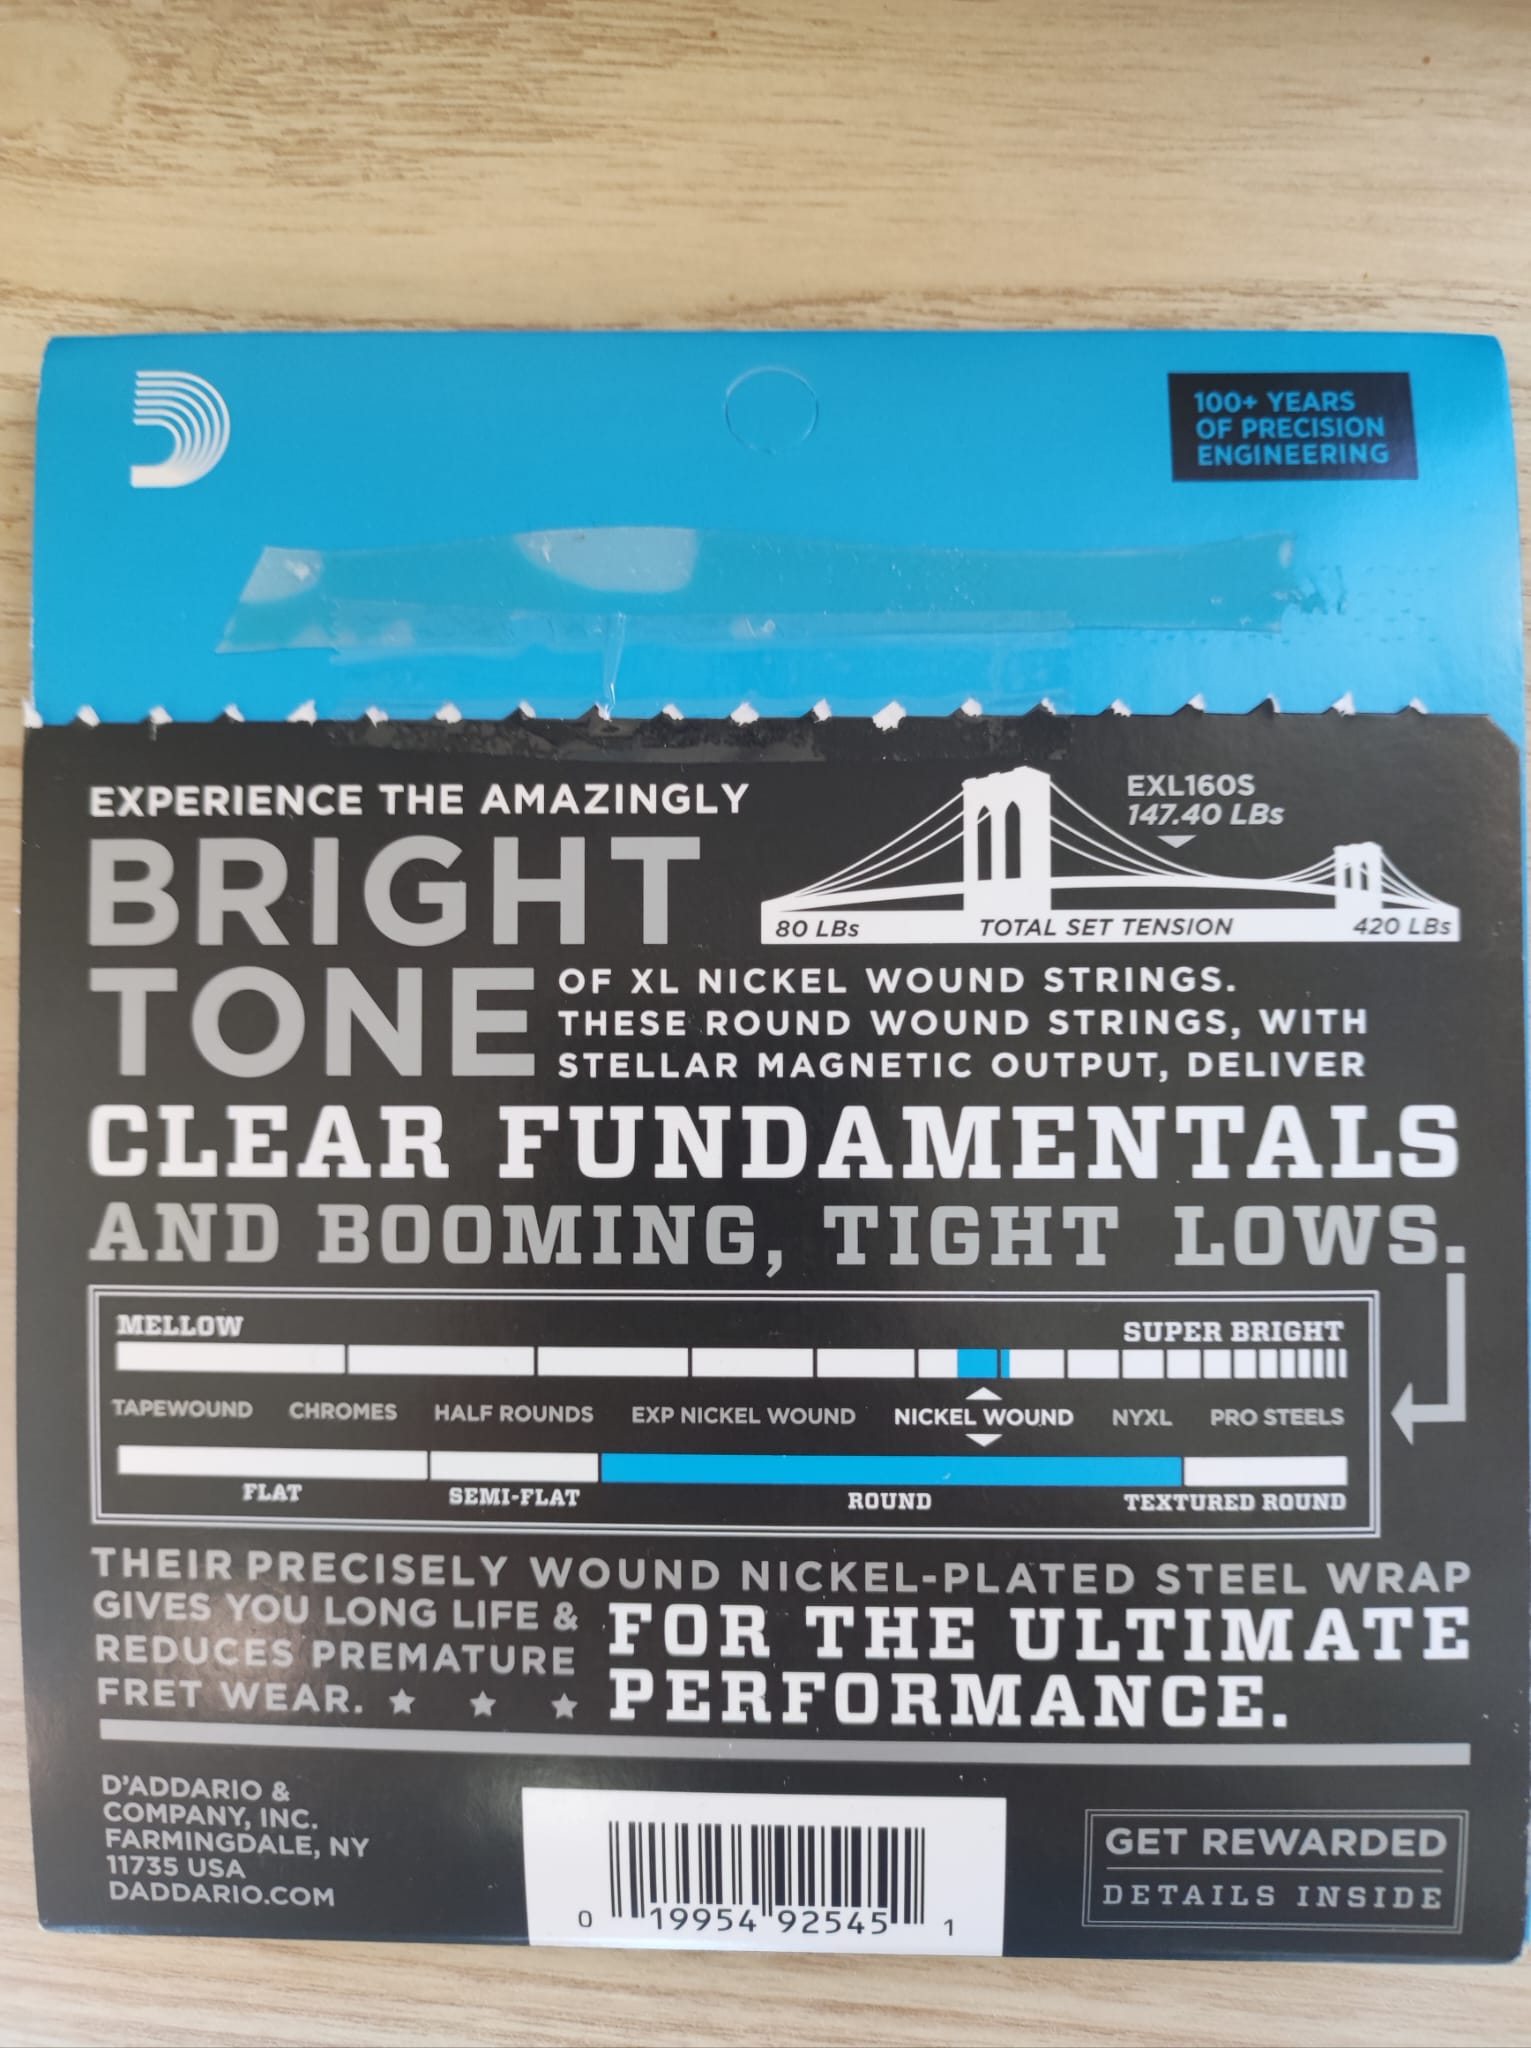 100+ YEARS
OF PRECISION
ENGINEERING
EXPERIENCE THE AMAZINGLY
BRIGHT
TONE
EXL160S
147.40 LBs
80 LBs TOTAL SET TENSION 420 LBs
OF XL NICKEL WOUND STRINGS.
THESE ROUND WOUND STRINGS, WITH
STELLAR MAGNETIC OUTPUT, DELIVER
CLEAR FUNDAMENTALS
AND BOOMING, TIGHT LOWS.
MELLOW SUPER BRIGHT
TAPEWOUND CHROMES HALF ROUNDS EXP NICKEL WOUND NICKEL WOUND NYXL PRO STEELS
FLAT SEMI-FLAT ROUND TEXTURED ROUND
THEIR PRECISELY WOUND NICKEL-PLATED STEEL WRAP
GIVES YOU LONG LIFE &
REDUCES PREMATURE
FRET WEAR.
FOR THE ULTIMATE
PERFORMANCE.
D'ADDARIO &
COMPANY, INC.
FARMINGDALE, NY
11735 USA
DADDARIO.COM
0 19954 92545 1
GET REWARDED
DETAILS INSIDE